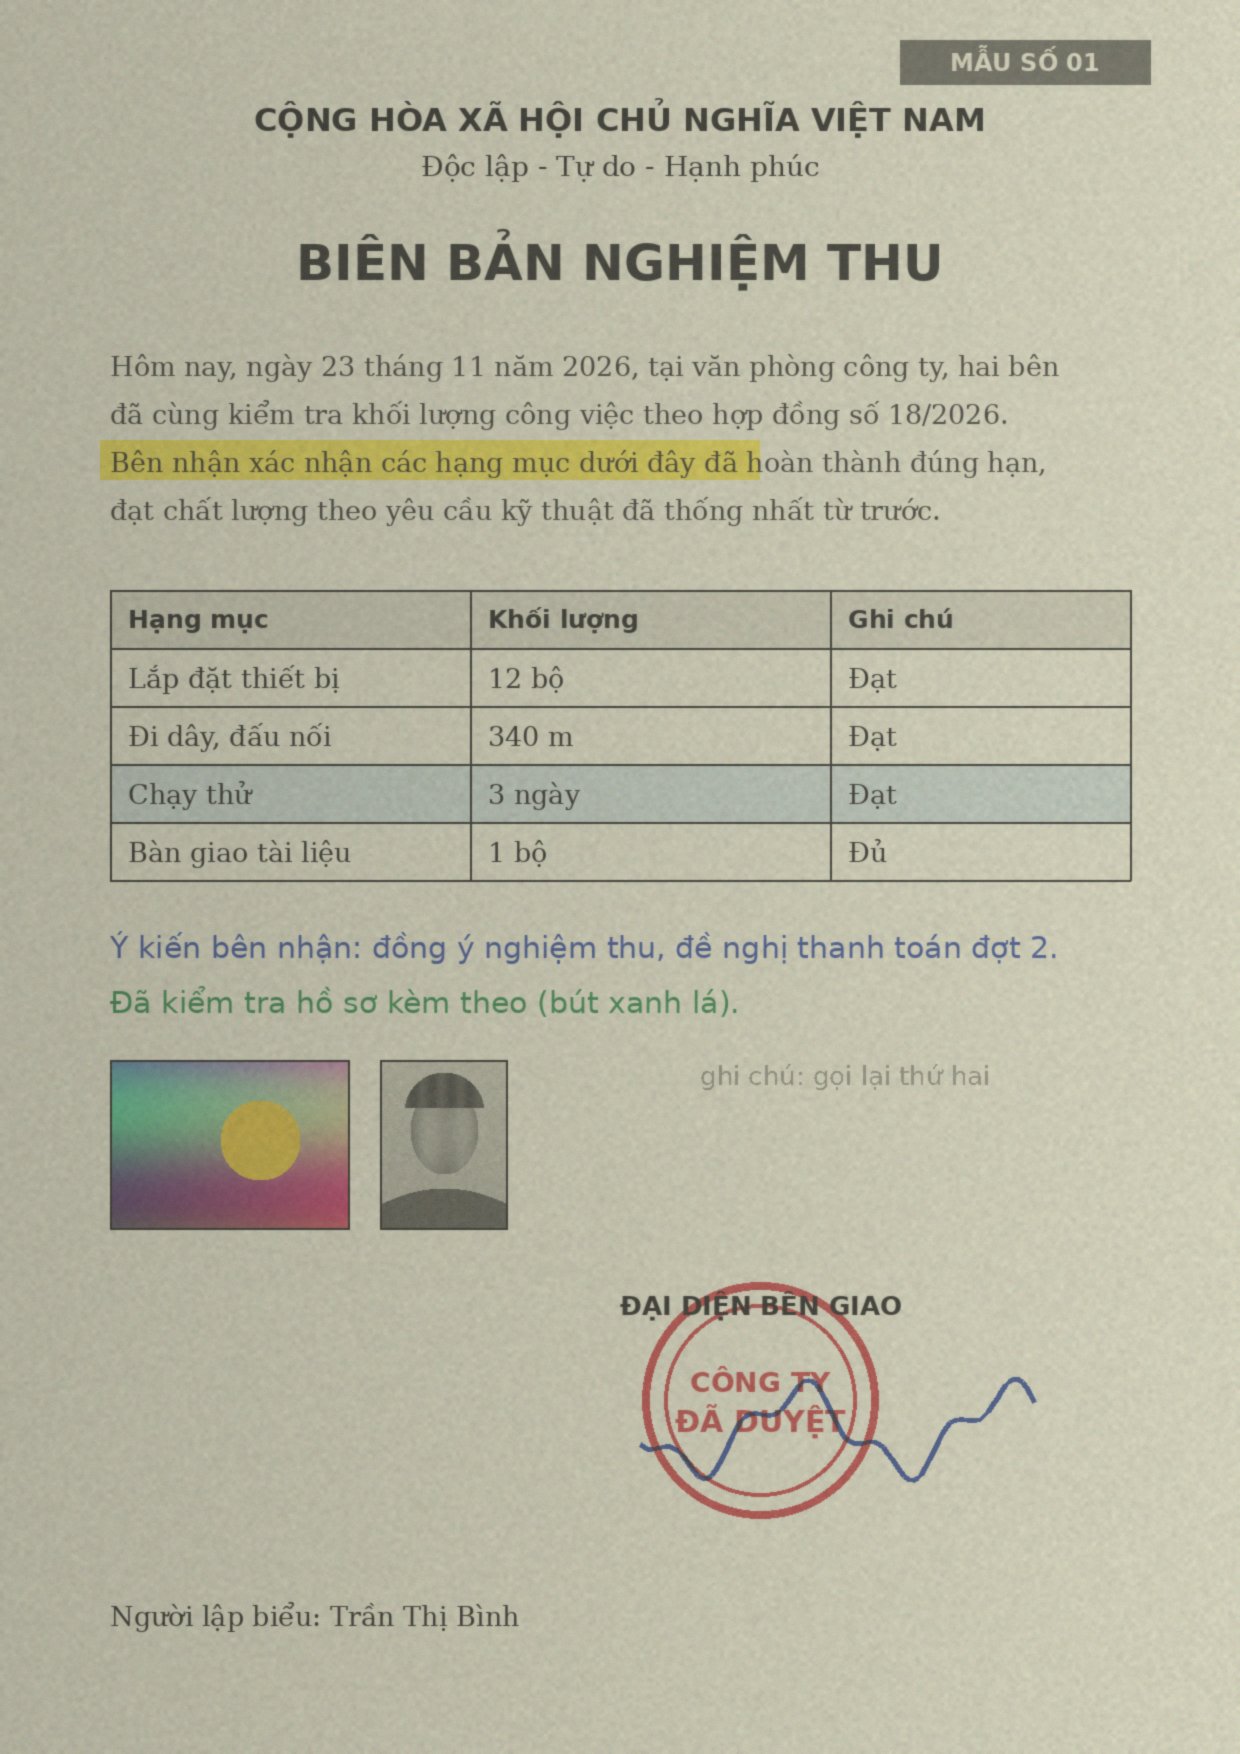 MẪU SỐ 01
CỘNG HÒA XÃ HỘI CHỦ NGHĨA VIỆT NAM
Độc lập - Tự do - Hạnh phúc
BIÊN BẢN NGHIỆM THU
Hôm nay, ngày 23 tháng 11 năm 2026, tại văn phòng công ty, hai bên
đã cùng kiểm tra khối lượng công việc theo hợp đồng số 18/2026.
Bên nhận xác nhận các hạng mục dưới đây đã hoàn thành đúng hạn,
đạt chất lượng theo yêu cầu kỹ thuật đã thống nhất từ trước.
Hạng mục Khối lượng Ghi chú
Lắp đặt thiết bị 12 bộ Đạt
Đi dây, đấu nối 340 m Đạt
Chạy thử 3 ngày Đạt
Bàn giao tài liệu 1 bộ Đủ
Ý kiến bên nhận: đồng ý nghiệm thu, đề nghị thanh toán đợt 2.
Đã kiểm tra hồ sơ kèm theo (bút xanh lá).
ghi chú: gọi lại thứ hai
ĐẠI DIỆN BÊN GIAO
CÔNG TY
ĐÃ DUYỆT
Người lập biểu: Trần Thị Bình